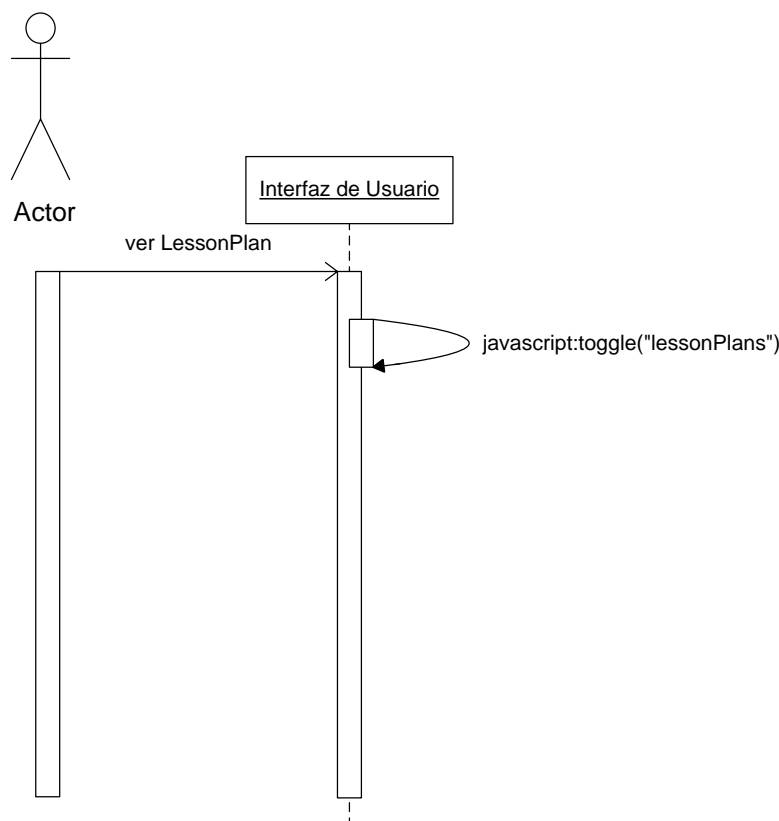 Actor
Interfaz de Usuario
ver LessonPlan
javascript:toggle("lessonPlans")